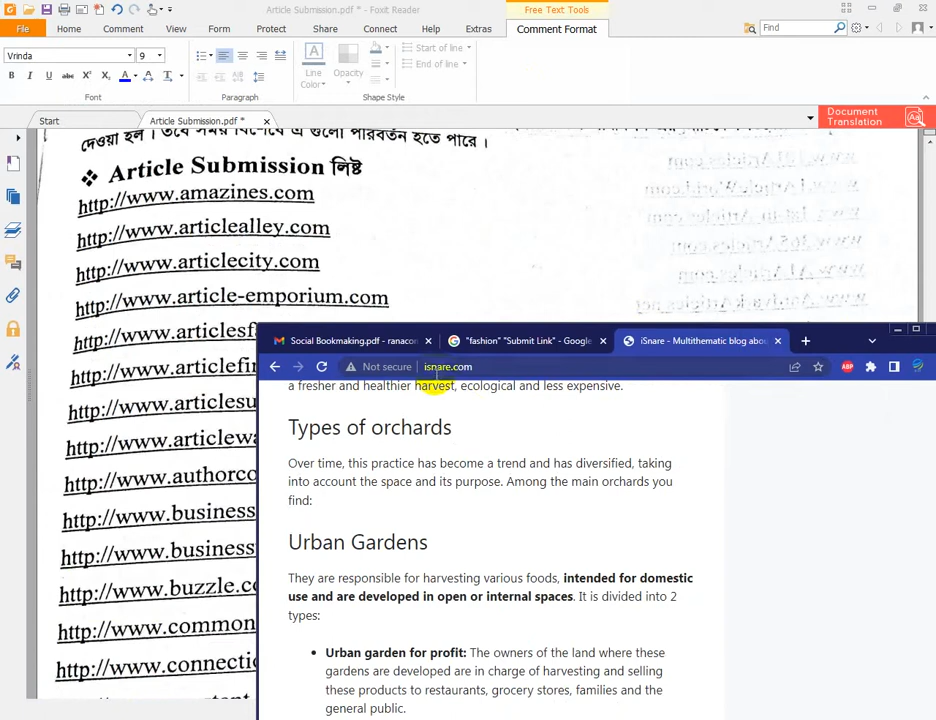 Article Submission.pdf * - Foxit Reader
Free Text Tools
File
Home
Comment
View
Form
Protect
Share
Connect
Help
Extras
Comment Format
Find
Vrinda
9
Start of line
End of line
Line
Color
Opacity
Font
Paragraph
Shape Style
Start
Article Submission.pdf *
Document
Translation
দেওয়া হল। তবে সময় বিশেষে এ গুলো পরিবর্তন হতে পারে।
❖ Article Submission লিষ্ট
http://www.amazines.com
http://www.articlealley.com
http://www.articlecity.com
http://www.article-emporium.com
http://www.articlesf
http://www.articlefi
http://www.articlesu
http://www.articlewa
http://www.authorco
http://www.business
http://www.business
http://www.buzzle.c
http://www.common
http://www.connectio
Social Bookmaking.pdf - ranacon
"fashion" "Submit Link" - Google
iSnare - Multithematic blog abou
Not secure
isnare.com
a fresher and healthier harvest, ecological and less expensive.
Types of orchards
Over time, this practice has become a trend and has diversified, taking
into account the space and its purpose. Among the main orchards you
find:
Urban Gardens
They are responsible for harvesting various foods, intended for domestic
use and are developed in open or internal spaces. It is divided into 2
types:
• Urban garden for profit: The owners of the land where these
gardens are developed are in charge of harvesting and selling
these products to restaurants, grocery stores, families and the
general public.